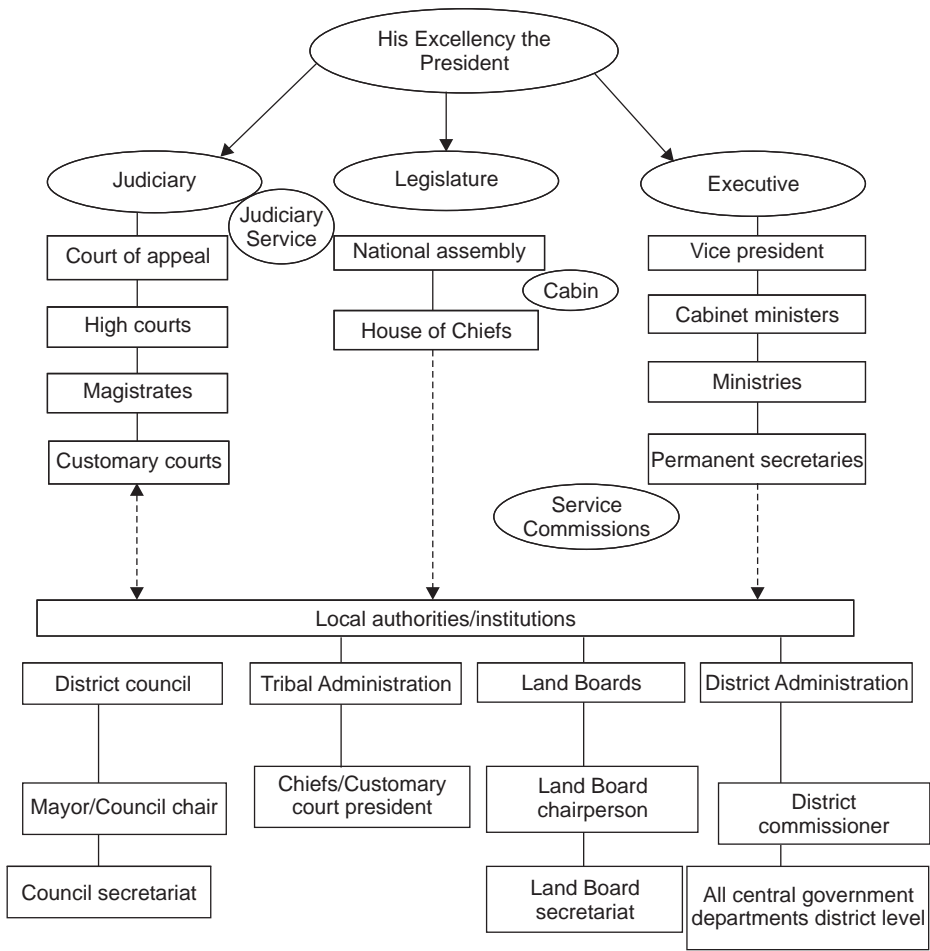 His Excellency the
President
Judiciary
Legislature
Executive
Judiciary
Service
Court of appeal
National assembly
Vice president
Cabin
High courts
House of Chiefs
Cabinet ministers
Magistrates
Ministries
Customary courts
Permanent secretaries
Service
Commissions
Local authorities/institutions
District council
Tribal Administration
Land Boards
District Administration
Mayor/Council chair
Chiefs/Customary
court president
Land Board
chairperson
District
commissioner
Council secretariat
Land Board
secretariat
All central government
departments district level